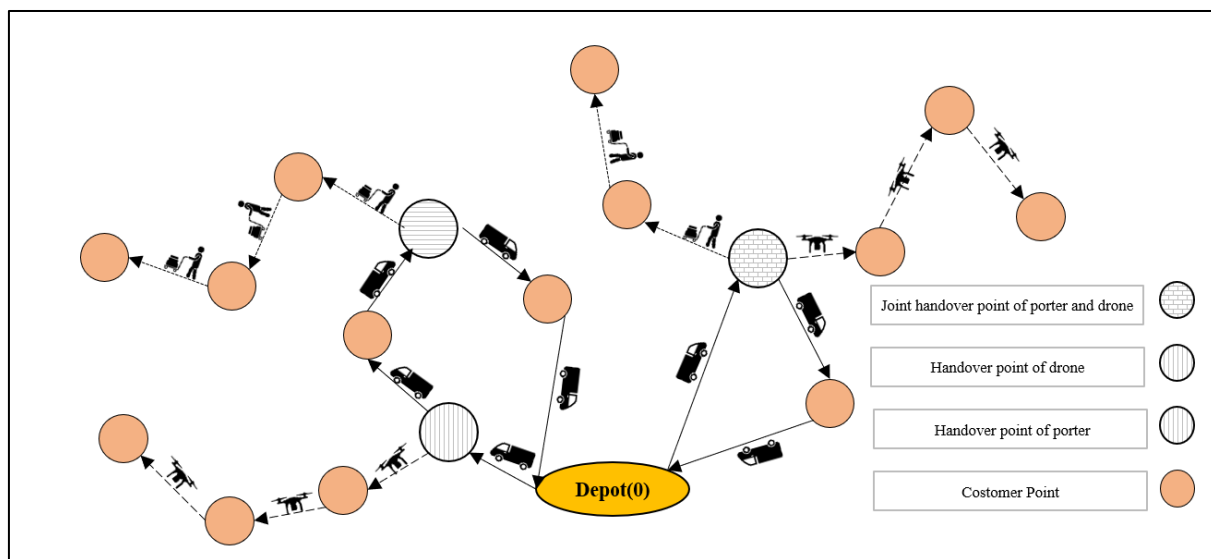 Joint handover point of porter and drone
Handover point of drone
Handover point of porter
Costomer Point
Depot(0)